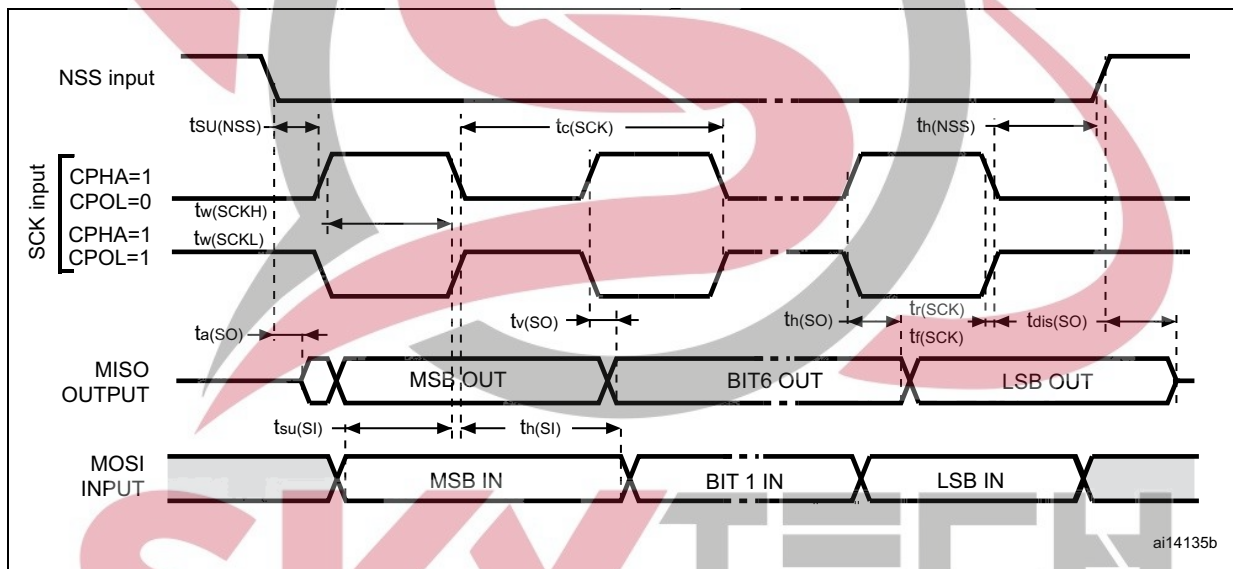 NSS input
tSU(NSS)
tc(SCK)
th(NSS)
SCK input
CPHA=1
CPOL=0
tw(SCKH)
CPHA=1
tw(SCKL)
CPOL=1
ta(SO)
tv(SO)
th(SO)
tr(SCK)
tf(SCK)
tdis(SO)
MISO
OUTPUT
MSB OUT
BIT6 OUT
LSB OUT
tsu(SI)
th(SI)
MOSI
INPUT
MSB IN
BIT 1 IN
LSB IN
SKYTECH
ai14135b